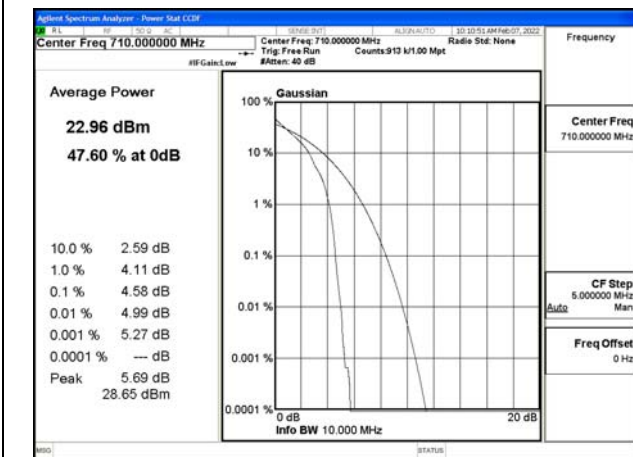 Agilent Spectrum Analyzer - Power Stat CCDF
RL RF 50 Ω AC SENSE:INT ALIGN AUTO 10:10:51 AM Feb 07, 2022
Center Freq 710.000000 MHz
Center Freq: 710.000000 MHz Radio Std: None
Trig: Free Run Counts:913 k/1.00 Mpt
#IFGain:Low #Atten: 40 dB
Frequency
Average Power
22.96 dBm
47.60 % at 0dB
10.0 % 2.59 dB
1.0 % 4.11 dB
0.1 % 4.58 dB
0.01 % 4.99 dB
0.001 % 5.27 dB
0.0001 % --- dB
Peak 5.69 dB
28.65 dBm
Gaussian
100 %
10 %
1 %
0.1 %
0.01 %
0.001 %
0.0001 %
0 dB 20 dB
Info BW 10.000 MHz
Center Freq
710.000000 MHz
CF Step
5.000000 MHz
Auto Man
Freq Offset
0 Hz
MSG STATUS